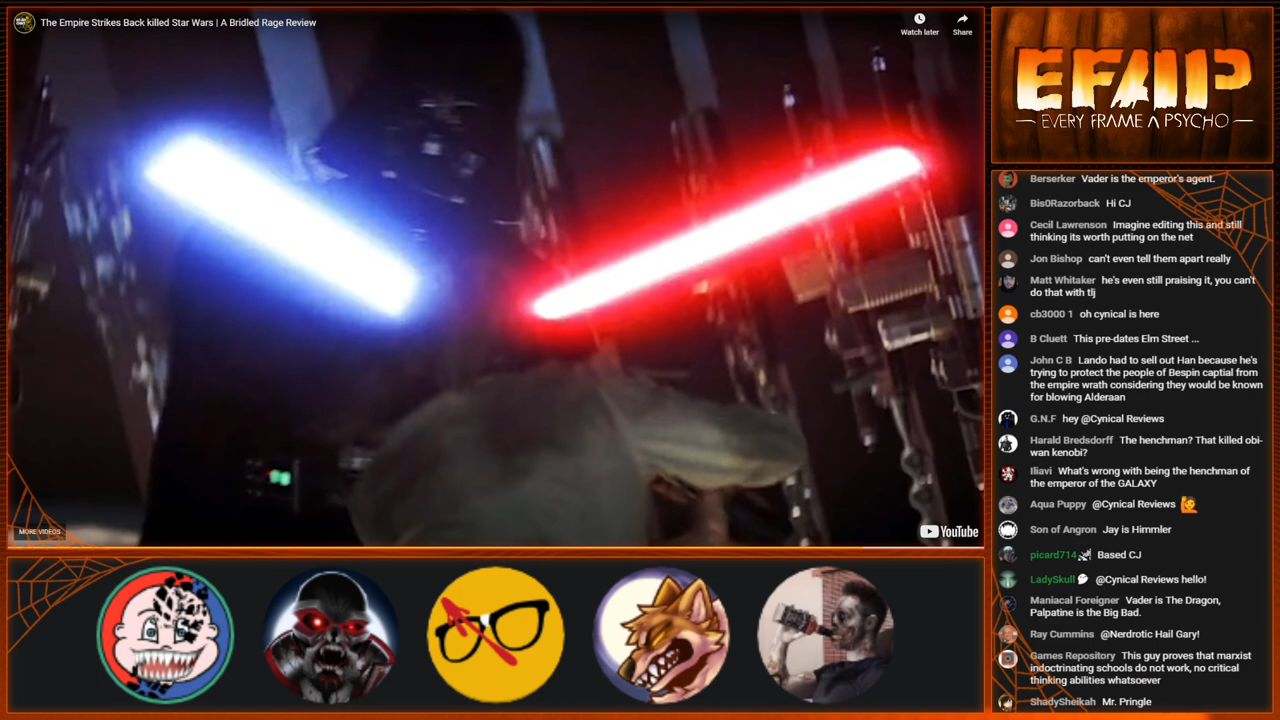 The Empire Strikes Back killed Star Wars | A Bridled Rage Review
Watch later
Share
MORE VIDEOS
YouTube
EFAP
EVERY FRAME A PSYCHO
Berserker Vader is the emperor's agent.
Bis0Razorback Hi CJ
Cecil Lawrenson Imagine editing this and still
thinking its worth putting on the net
Jon Bishop can't even tell them apart really
Matt Whitaker he's even still praising it, you can't
do that with tlj
cb3000 1 oh cynical is here
B Cluett This pre-dates Elm Street ...
John C B Lando had to sell out Han because he's
trying to protect the people of Bespin captial from
the empire wrath considering they would be known
for blowing Alderaan
G.N.F hey @Cynical Reviews
Harald Bredsdorff The henchman? That killed obi-
wan kenobi?
Iliavi What's wrong with being the henchman of
the emperor of the GALAXY
Aqua Puppy @Cynical Reviews 🙋
Son of Angron Jay is Himmler
picard714 Based CJ
LadySkull @Cynical Reviews hello!
Maniacal Foreigner Vader is The Dragon,
Palpatine is the Big Bad.
Ray Cummins @Nerdrotic Hail Gary!
Games Repository This guy proves that marxist
indoctrinating schools do not work, no critical
thinking abilities whatsoever
ShadySheikah Mr. Pringle